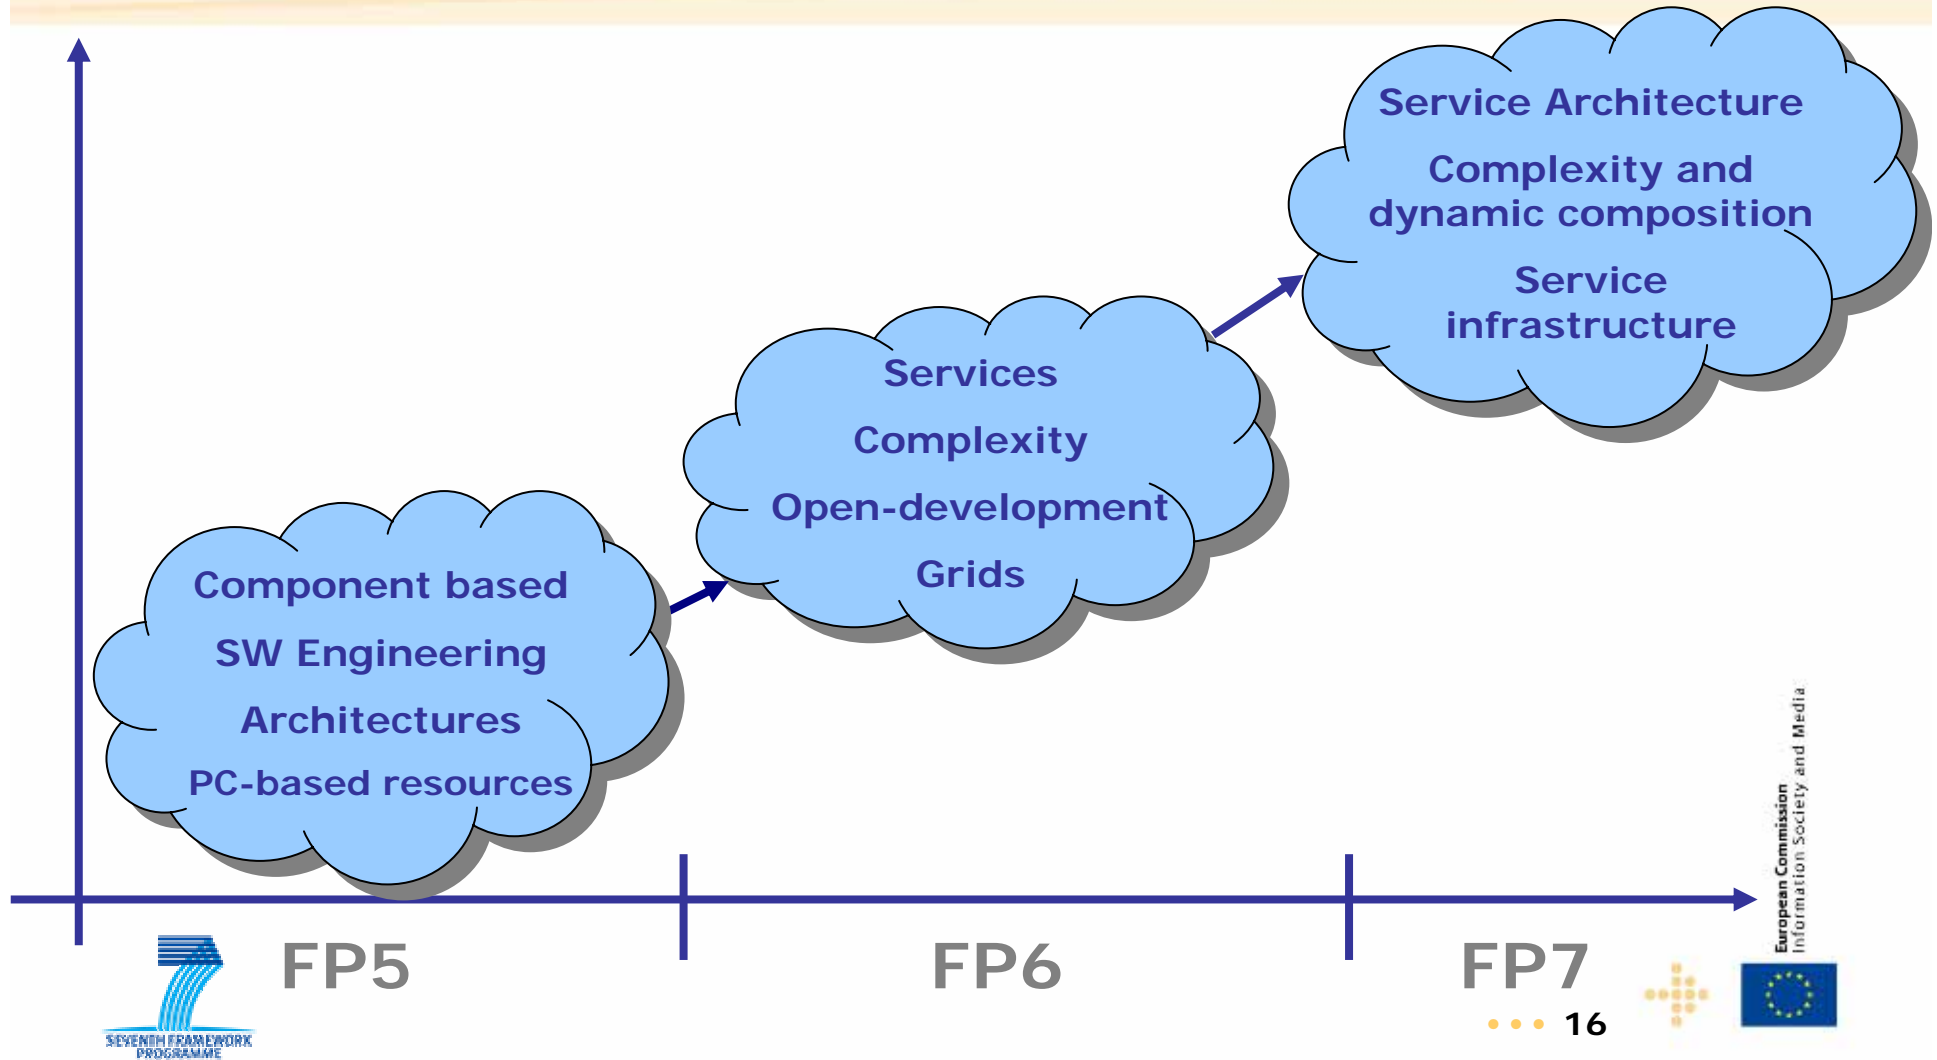 Service Architecture
Complexity and
dynamic composition
Service
infrastructure
Services
Complexity
Open-development
Grids
Component based
SW Engineering
Architectures
PC-based resources
European Commission
Information Society and Media
FP5
FP6
FP7
16
SEVENTH FRAMEWORK
PROGRAMME